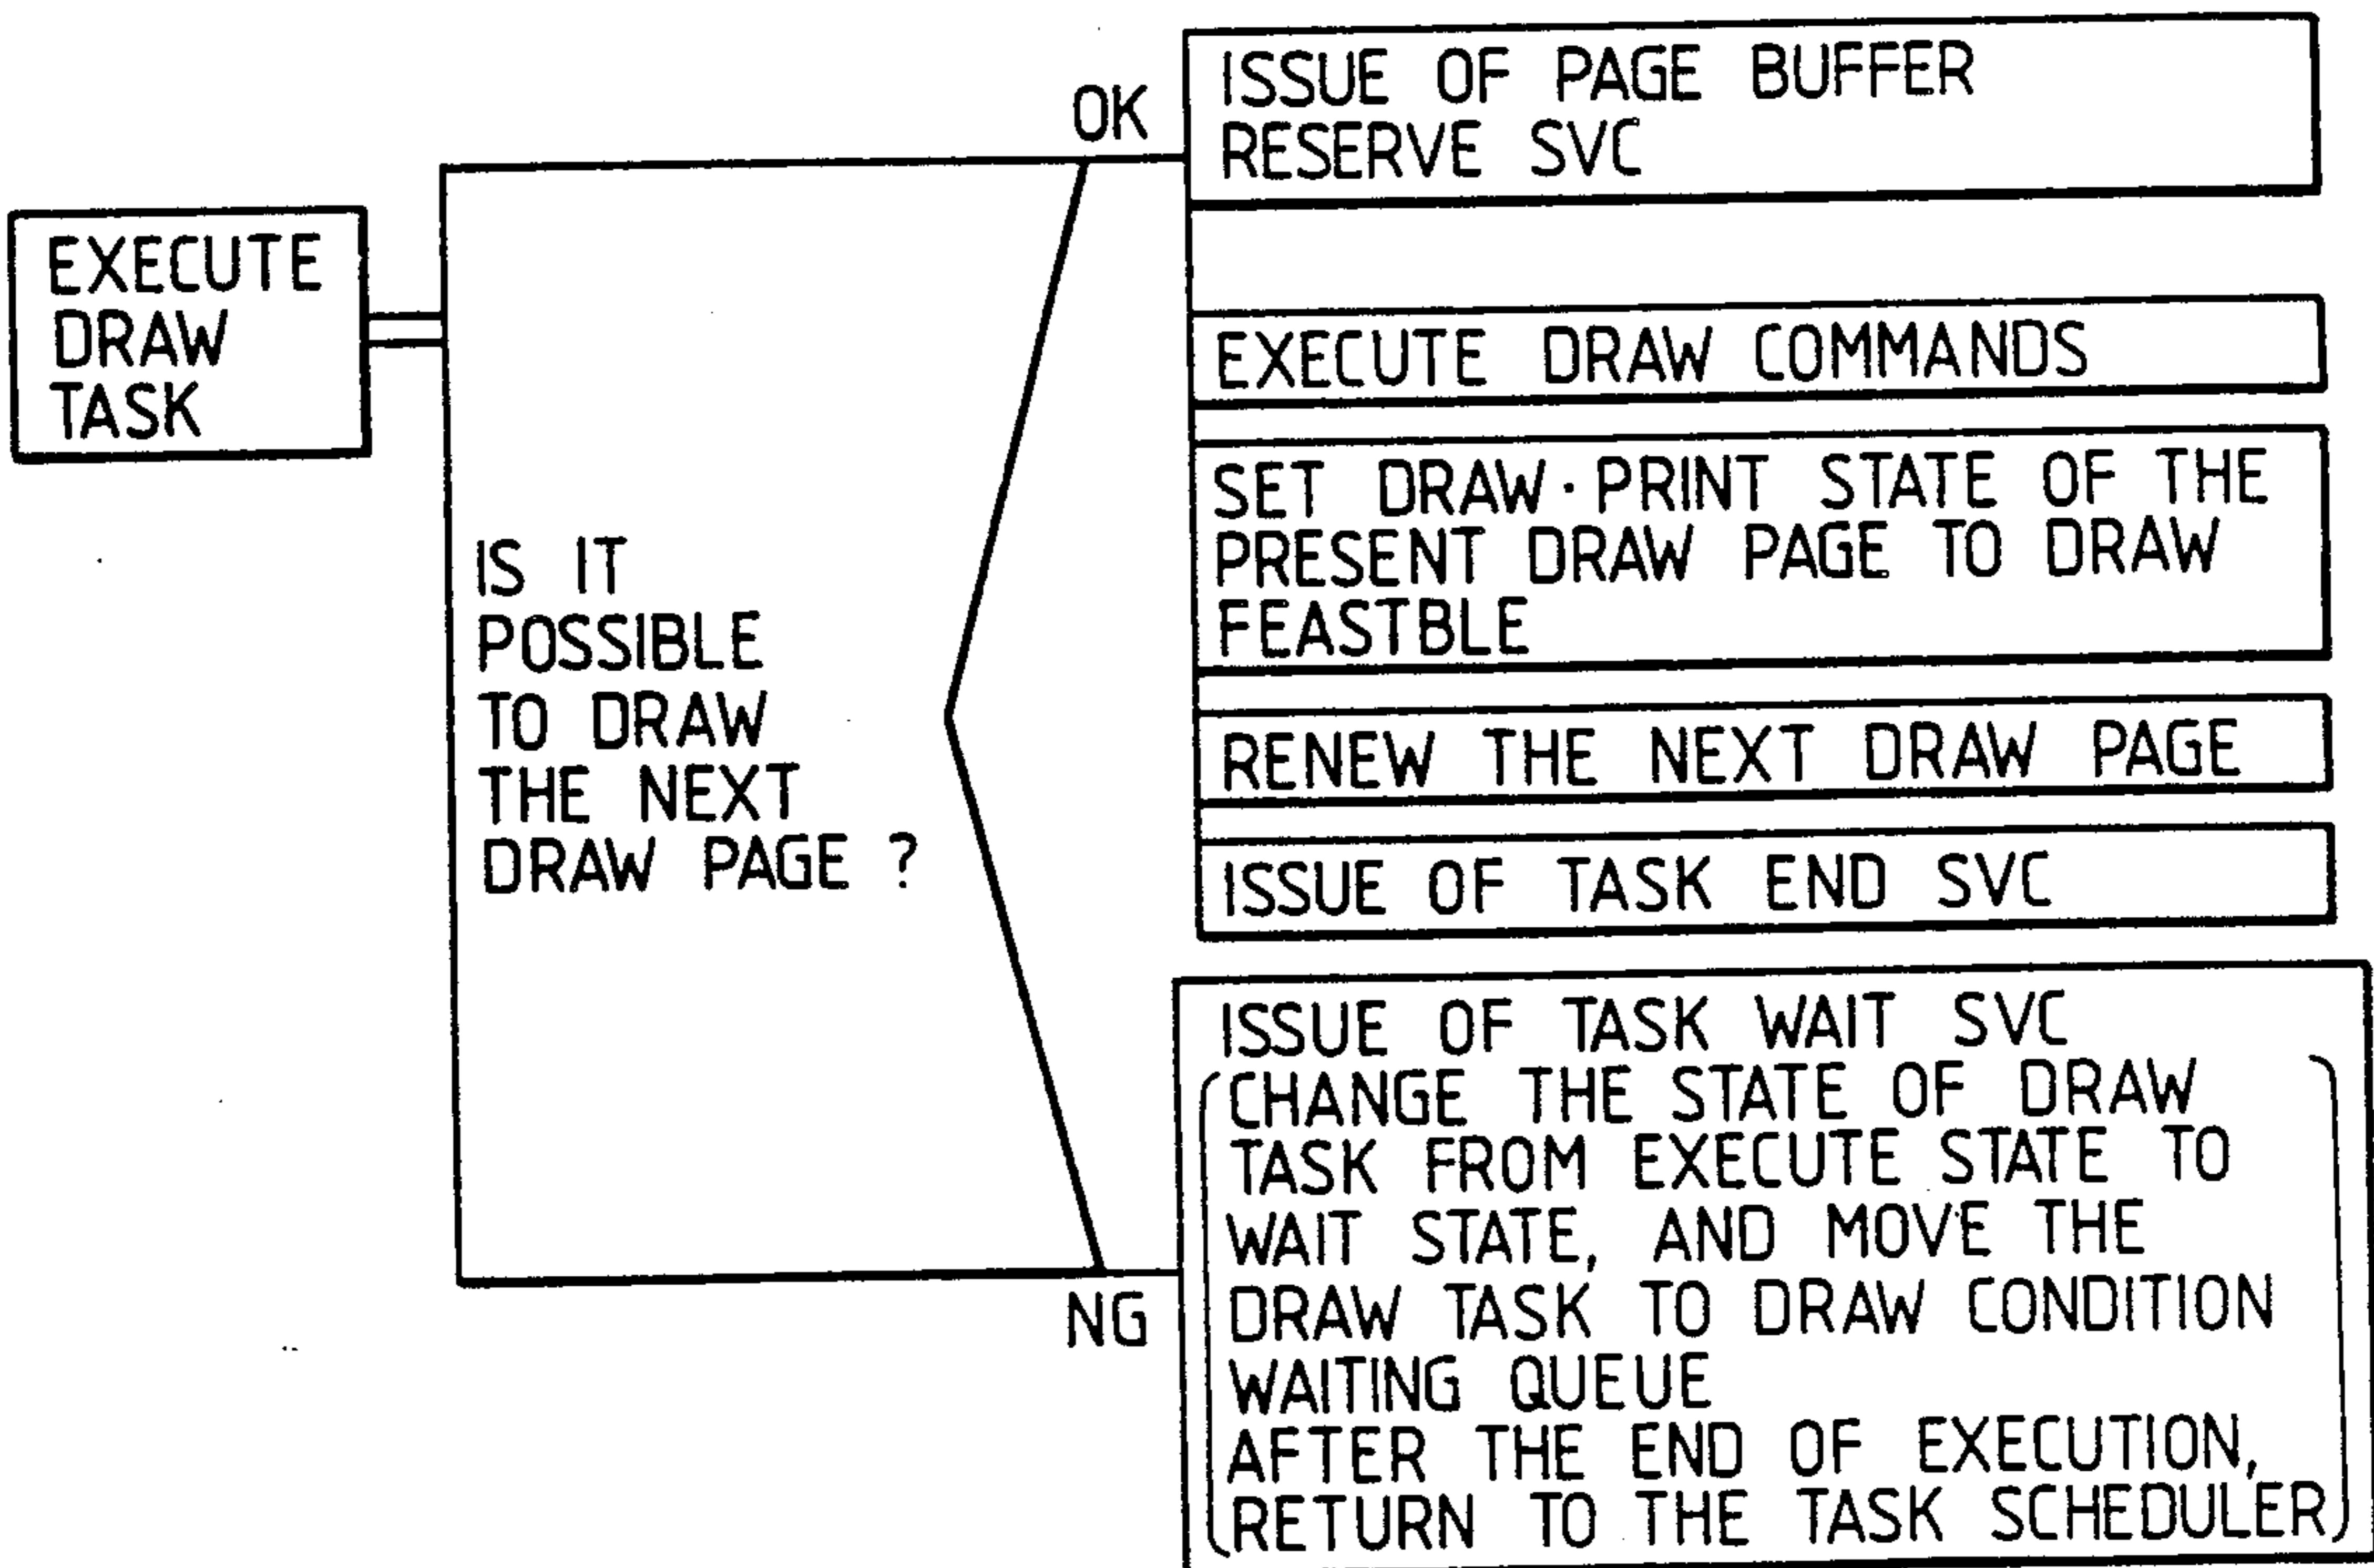 EXECUTE
DRAW
TASK
IS IT
POSSIBLE
TO DRAW
THE NEXT
DRAW PAGE ?
OK
ISSUE OF PAGE BUFFER
RESERVE SVC
EXECUTE DRAW COMMANDS
SET DRAW·PRINT STATE OF THE
PRESENT DRAW PAGE TO DRAW
FEASTBLE
RENEW THE NEXT DRAW PAGE
ISSUE OF TASK END SVC
NG
ISSUE OF TASK WAIT SVC
(CHANGE THE STATE OF DRAW
TASK FROM EXECUTE STATE TO
WAIT STATE, AND MOVE THE
DRAW TASK TO DRAW CONDITION
WAITING QUEUE
AFTER THE END OF EXECUTION,
RETURN TO THE TASK SCHEDULER)